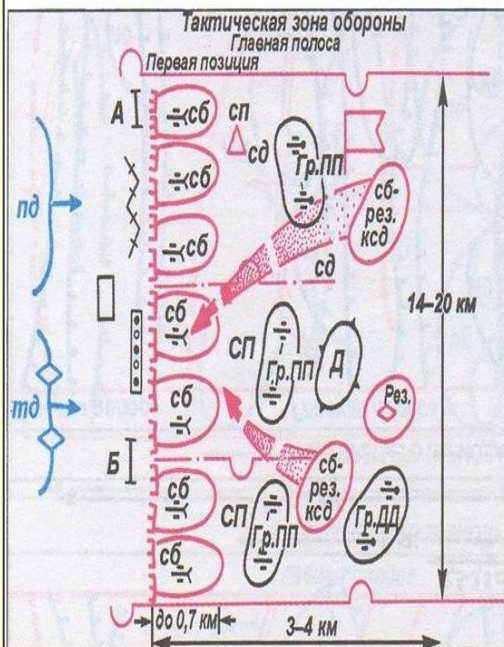 Тактическая зона обороны
Главная полоса
Первая позиция
А
сб
сп
сд
Гр.ПП
пд
сб
сб-
рез.
ксд
сб
сд
14–20 км
сб
СП
Гр.ПП
Д
тд
сб
Рез.
Б
сб
СП
Гр.ПП
сб-
рез.
ксд
Гр.ДД
сб
до 0,7 км
3–4 км